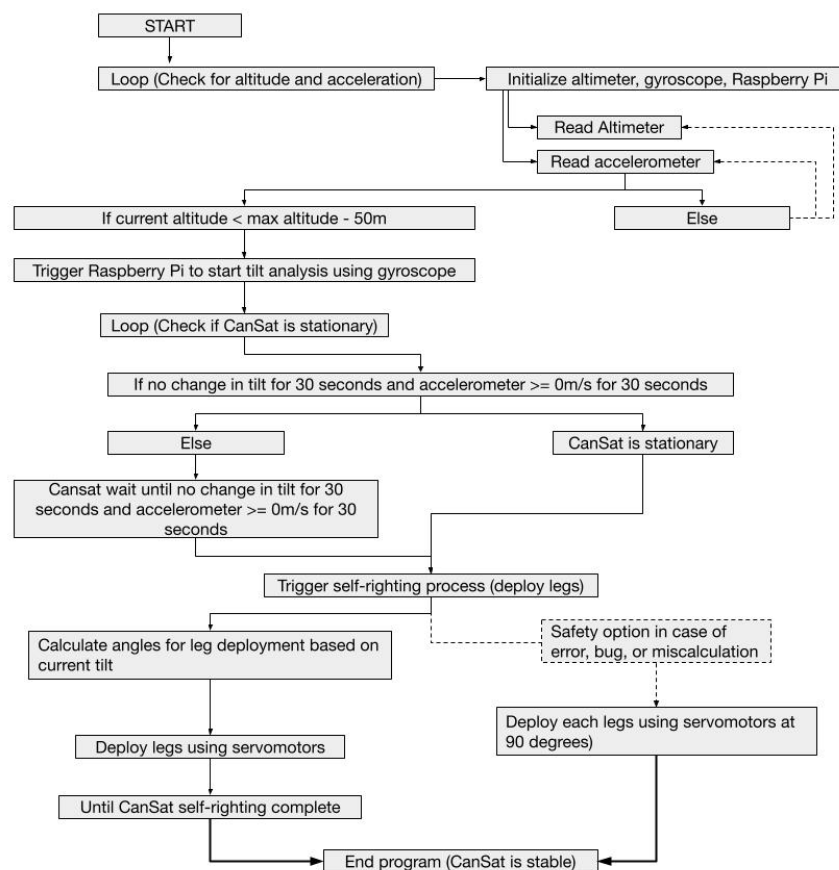 START
Loop (Check for altitude and acceleration)
Initialize altimeter, gyroscope, Raspberry Pi
Read Altimeter
Read accelerometer
If current altitude < max altitude - 50m
Else
Trigger Raspberry Pi to start tilt analysis using gyroscope
Loop (Check if CanSat is stationary)
If no change in tilt for 30 seconds and accelerometer >= 0m/s for 30 seconds
Else
CanSat is stationary
Cansat wait until no change in tilt for 30
seconds and accelerometer >= 0m/s for 30
seconds
Trigger self-righting process (deploy legs)
Calculate angles for leg deployment based on
current tilt
Safety option in case of
error, bug, or miscalculation
Deploy each legs using servomotors at
90 degrees)
Deploy legs using servomotors
Until CanSat self-righting complete
End program (CanSat is stable)